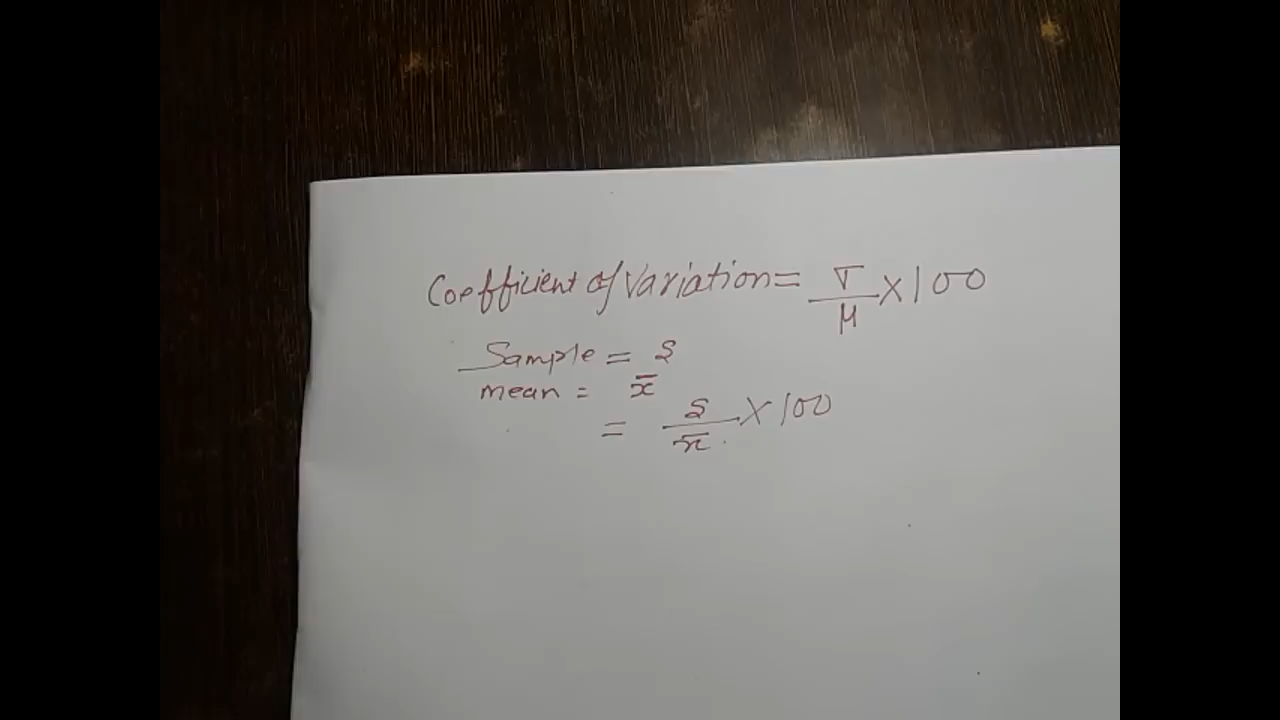 Coefficient of Variation = σ/μ × 100
Sample = s
mean = x̄
= s/x̄ × 100